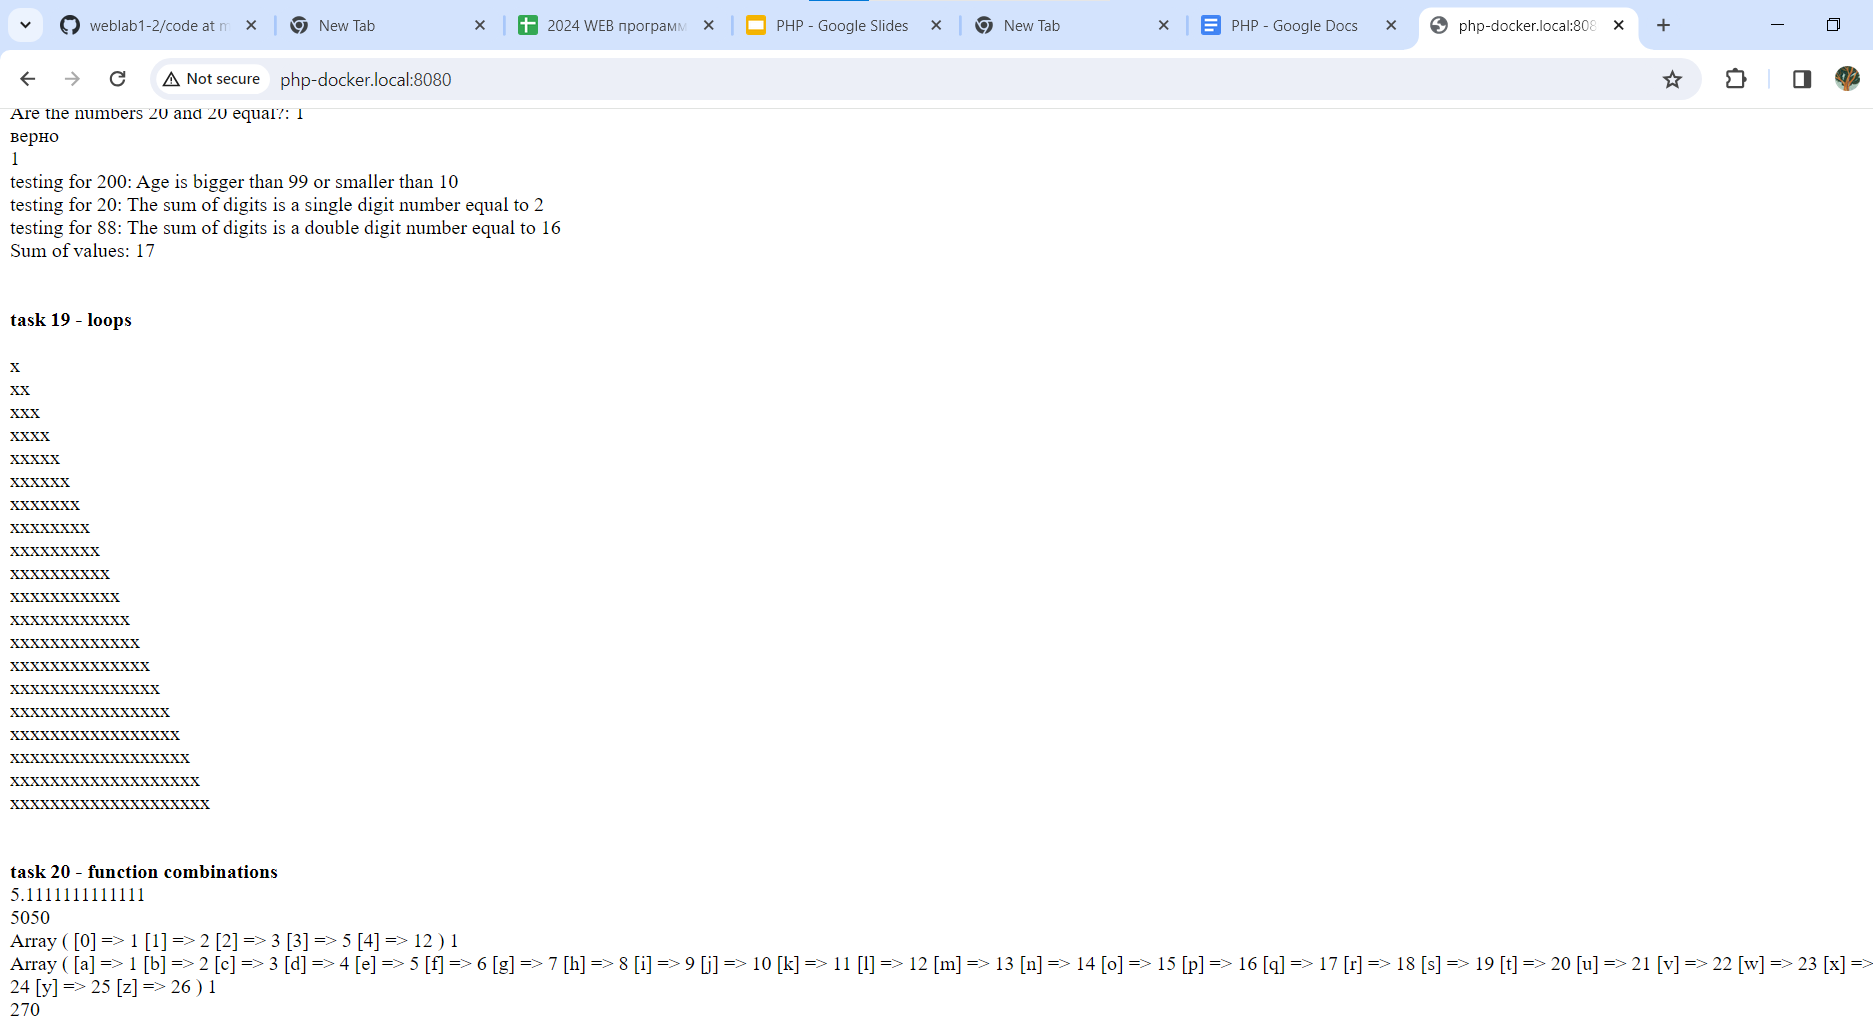 weblab1-2/code at m
New Tab
2024 WEB программ
PHP - Google Slides
New Tab
PHP - Google Docs
php-docker.local:808
Not secure
php-docker.local:8080
Are the numbers 20 and 20 equal?: 1
верно
1
testing for 200: Age is bigger than 99 or smaller than 10
testing for 20: The sum of digits is a single digit number equal to 2
testing for 88: The sum of digits is a double digit number equal to 16
Sum of values: 17
task 19 - loops
x
xx
xxx
xxxx
xxxxx
xxxxxx
xxxxxxx
xxxxxxxx
xxxxxxxxx
xxxxxxxxxx
xxxxxxxxxxx
xxxxxxxxxxxx
xxxxxxxxxxxxx
xxxxxxxxxxxxxx
xxxxxxxxxxxxxxx
xxxxxxxxxxxxxxxx
xxxxxxxxxxxxxxxxx
xxxxxxxxxxxxxxxxxx
xxxxxxxxxxxxxxxxxxx
xxxxxxxxxxxxxxxxxxxx
task 20 - function combinations
5.1111111111111
5050
Array ( [0] => 1 [1] => 2 [2] => 3 [3] => 5 [4] => 12 ) 1
Array ( [a] => 1 [b] => 2 [c] => 3 [d] => 4 [e] => 5 [f] => 6 [g] => 7 [h] => 8 [i] => 9 [j] => 10 [k] => 11 [l] => 12 [m] => 13 [n] => 14 [o] => 15 [p] => 16 [q] => 17 [r] => 18 [s] => 19 [t] => 20 [u] => 21 [v] => 22 [w] => 23 [x] =>
24 [y] => 25 [z] => 26 ) 1
270